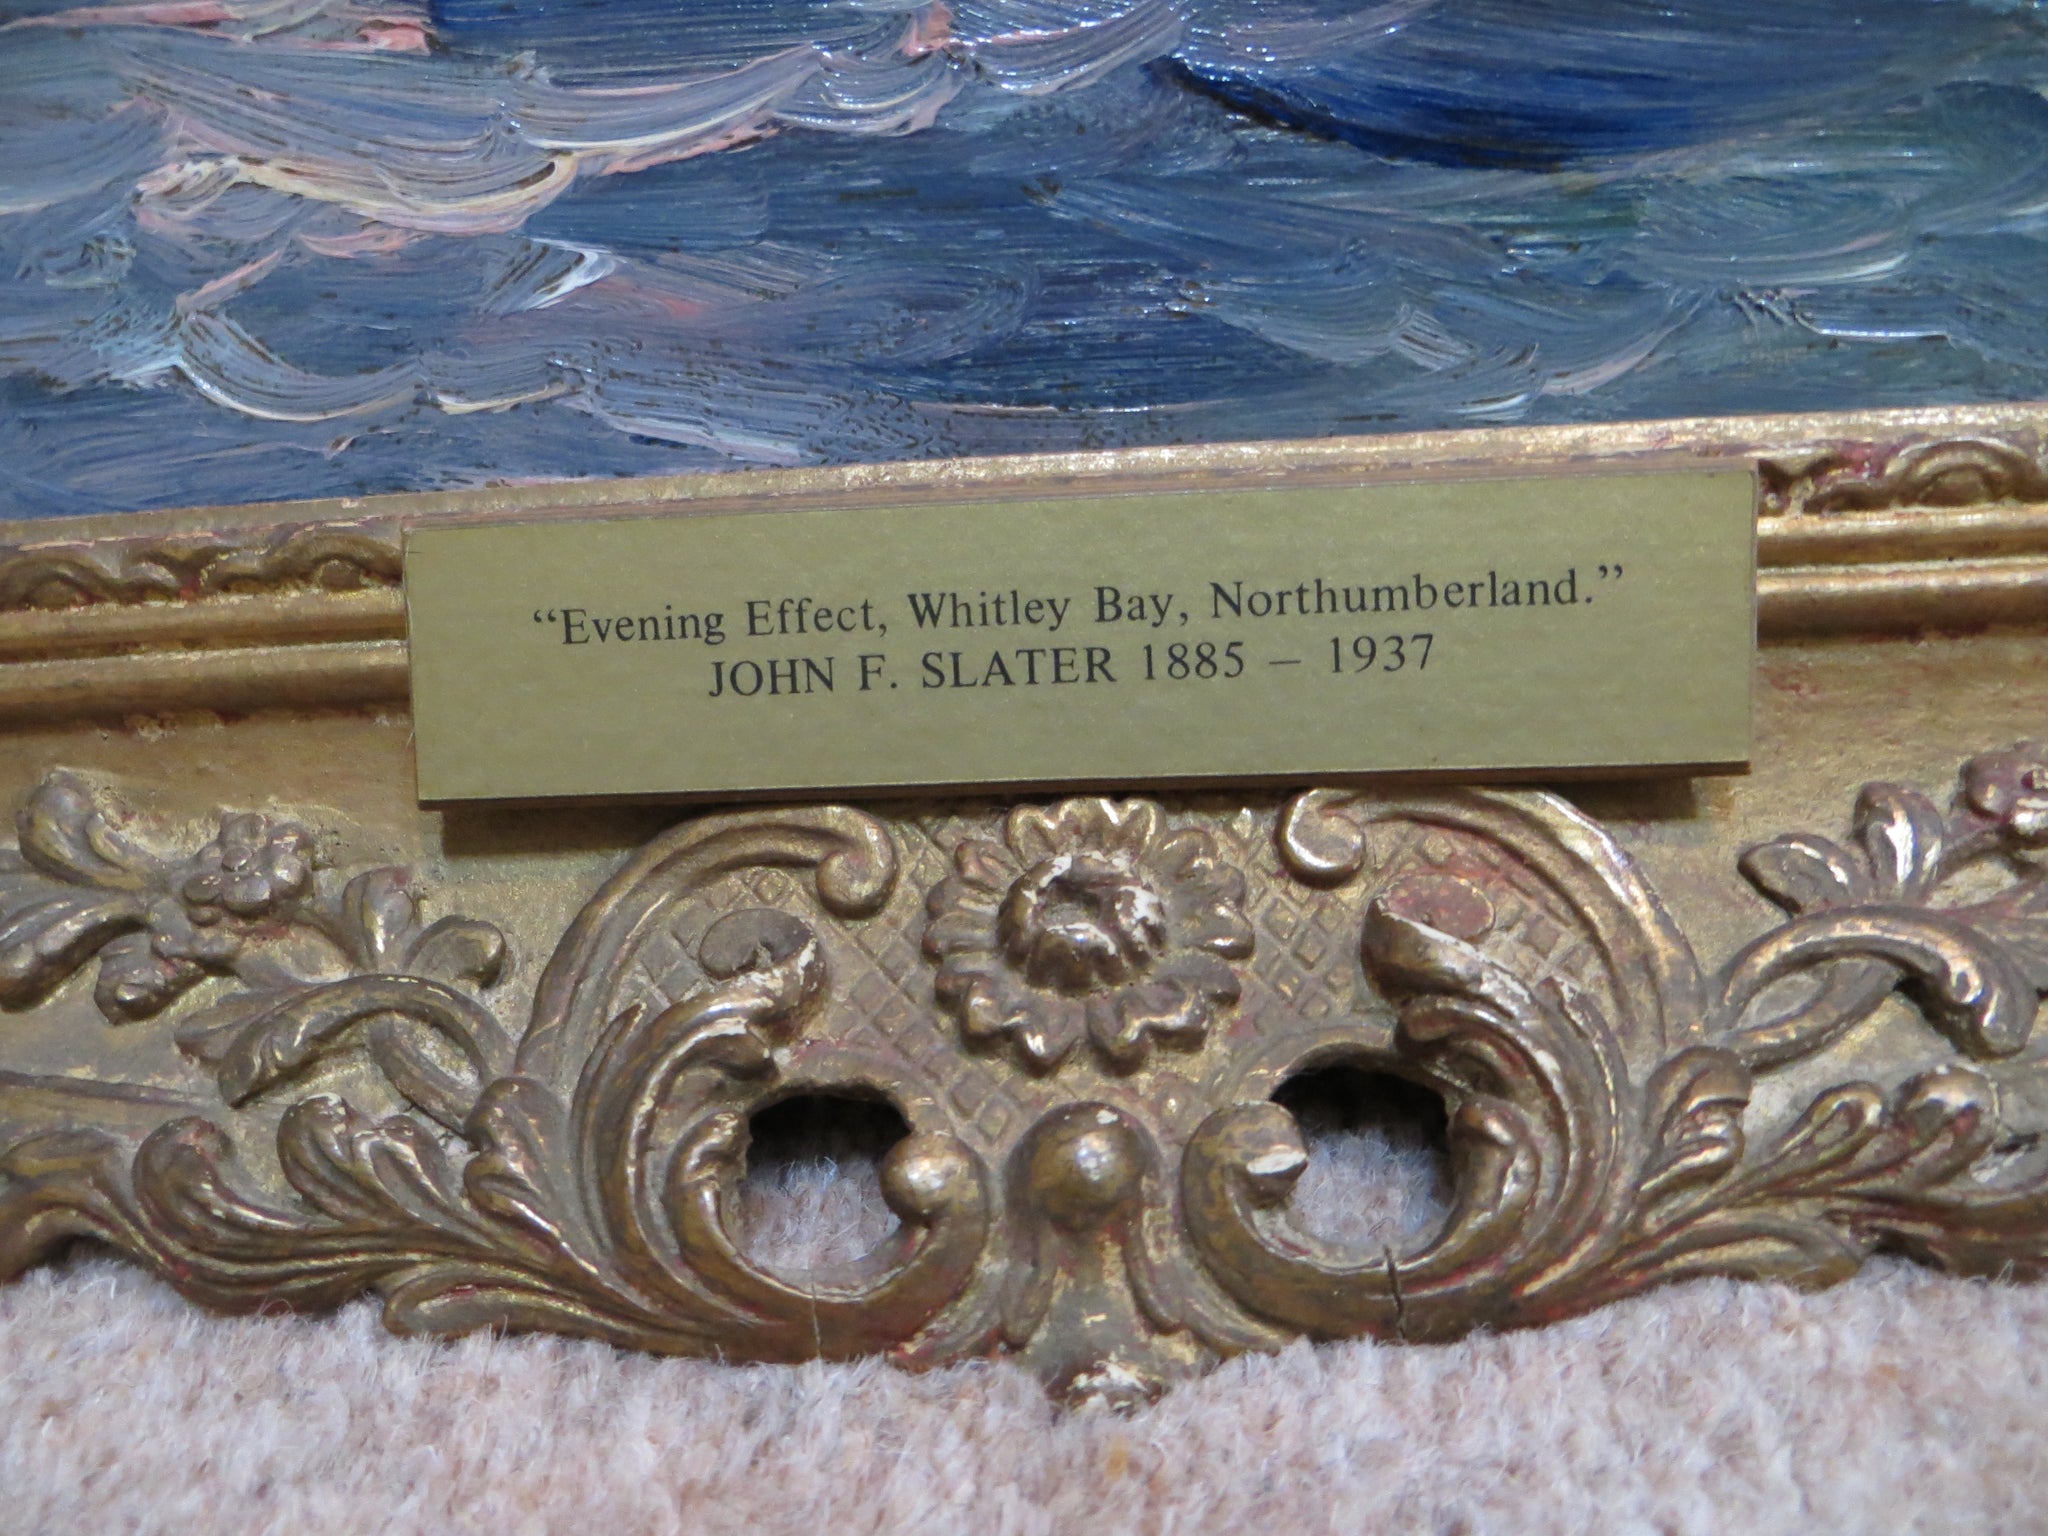 “Evening Effect, Whitley Bay, Northumberland.”
JOHN F. SLATER 1885 – 1937